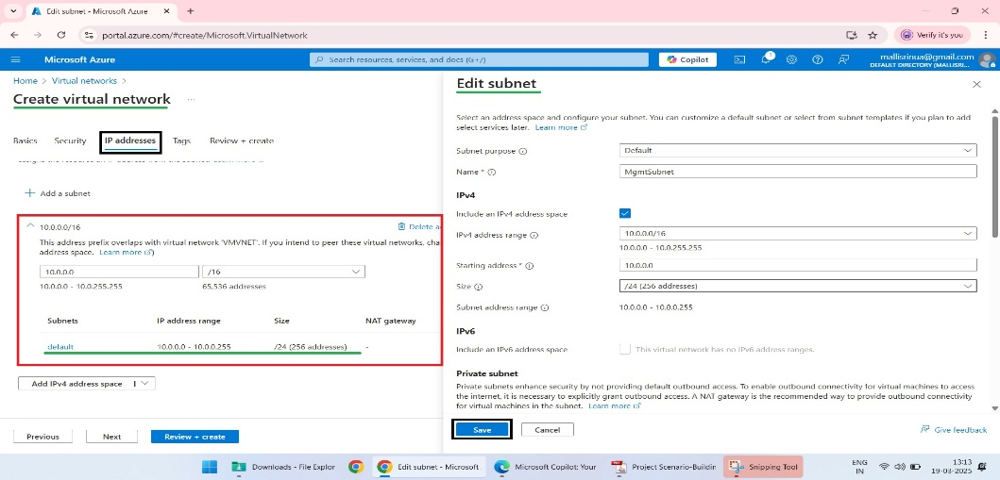 Edit subnet - Microsoft Azure
portal.azure.com/#create/Microsoft.VirtualNetwork
Verify it's you
Microsoft Azure
Search resources, services, and docs (G+/)
Copilot
1
mallisrinua@gmail.com
DEFAULT DIRECTORY (MALLISRI...
Home > Virtual networks >
Create virtual network ...
Basics Security IP addresses Tags Review + create
Add a subnet
10.0.0.0/16
Delete a
This address prefix overlaps with virtual network 'VMVNET'. If you intend to peer these virtual networks, cha
address space. Learn more )
10.0.0.0 /16
10.0.0.0 - 10.0.255.255 65,536 addresses
Subnets IP address range Size NAT gateway
default 10.0.0.0 - 10.0.0.255 /24 (256 addresses) -
Add IPv4 address space |
Previous Next Review + create
Edit subnet
Select an address space and configure your subnet. You can customize a default subnet or select from subnet templates if you plan to add
select services later. Learn more
Subnet purpose Default
Name * MgmtSubnet
IPv4
Include an IPv4 address space
IPv4 address range 10.0.0.0/16
10.0.0.0 - 10.0.255.255
Starting address * 10.0.0.0
Size /24 (256 addresses)
Subnet address range 10.0.0.0 - 10.0.0.255
IPv6
Include an IPv6 address space This virtual network has no IPv6 address ranges.
Private subnet
Private subnets enhance security by not providing default outbound access. To enable outbound connectivity for virtual machines to access
the internet, it is necessary to explicitly grant outbound access. A NAT gateway is the recommended way to provide outbound connectivity
for virtual machines in the subnet. Learn more
Save Cancel
Give feedback
Downloads - File Explor
Edit subnet - Microsoft
Microsoft Copilot: Your
Project Scenario-Buildin
Snipping Tool
ENG
IN
13:13
19-03-2025